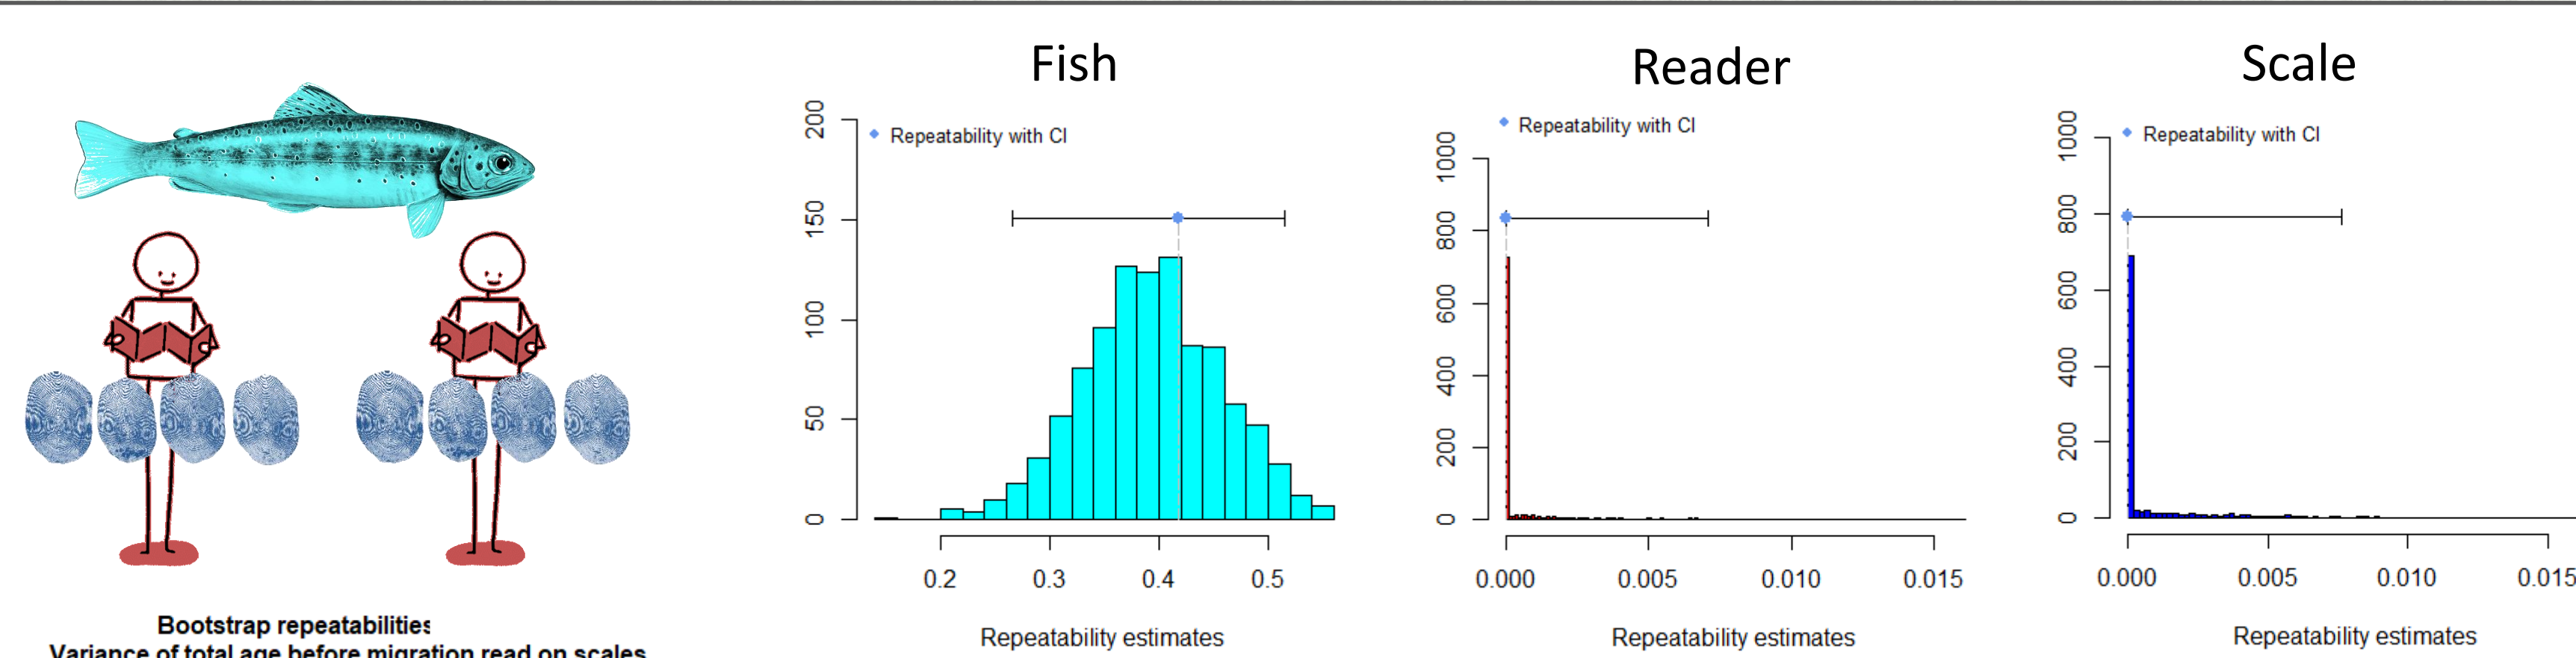 Fish
Reader
Scale
Repeatability with CI
Repeatability with CI
Repeatability with CI
200
150
100
50
0
0.2 0.3 0.4 0.5
Repeatability estimates
1000
800
600
400
200
0
0.000 0.005 0.010 0.015
Repeatability estimates
1000
800
600
400
200
0
0.000 0.005 0.010 0.015
Repeatability estimates
Bootstrap repeatabilities
Variance of total age before migration read on scales